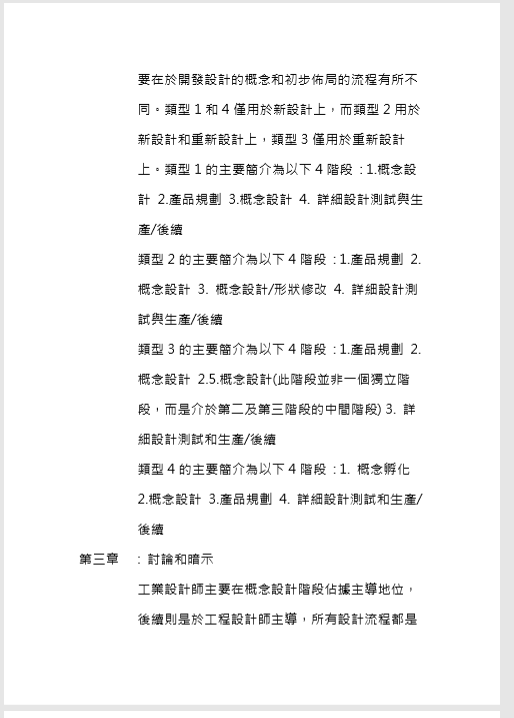 要在於開發設計的概念和初步佈局的流程有所不
同。類型 1 和 4 僅用於新設計上，而類型 2 用於
新設計和重新設計上，類型 3 僅用於重新設計
上。類型 1 的主要簡介為以下 4 階段 : 1.概念設
計 2.產品規劃 3.概念設計 4. 詳細設計測試與生
產/後續
類型 2 的主要簡介為以下 4 階段 : 1.產品規劃 2.
概念設計 3. 概念設計/形狀修改 4. 詳細設計測
試與生產/後續
類型 3 的主要簡介為以下 4 階段 : 1.產品規劃 2.
概念設計 2.5.概念設計(此階段並非一個獨立階
段，而是介於第二及第三階段的中間階段) 3. 詳
細設計測試和生產/後續
類型 4 的主要簡介為以下 4 階段 : 1. 概念孵化
2.概念設計 3.產品規劃 4. 詳細設計測試和生產/
後續
第三章 : 討論和暗示
工業設計師主要在概念設計階段佔據主導地位，
後續則是於工程設計師主導，所有設計流程都是